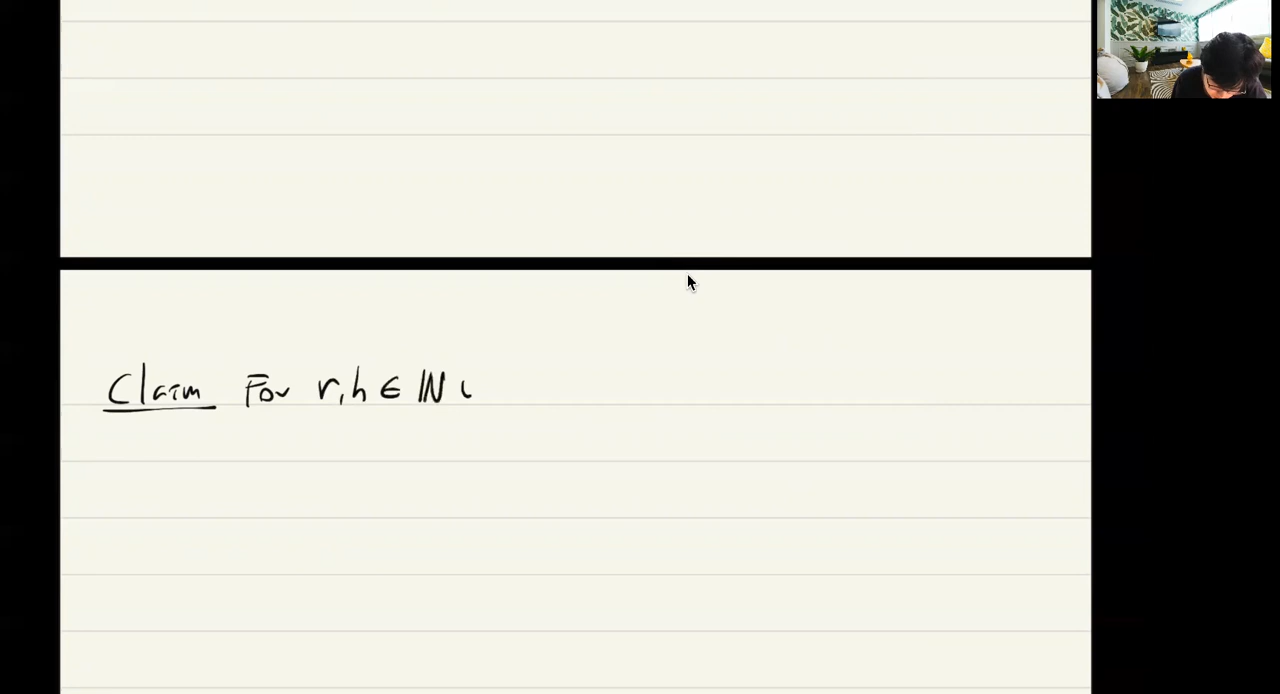 Claim For r, h ∈ ℕ